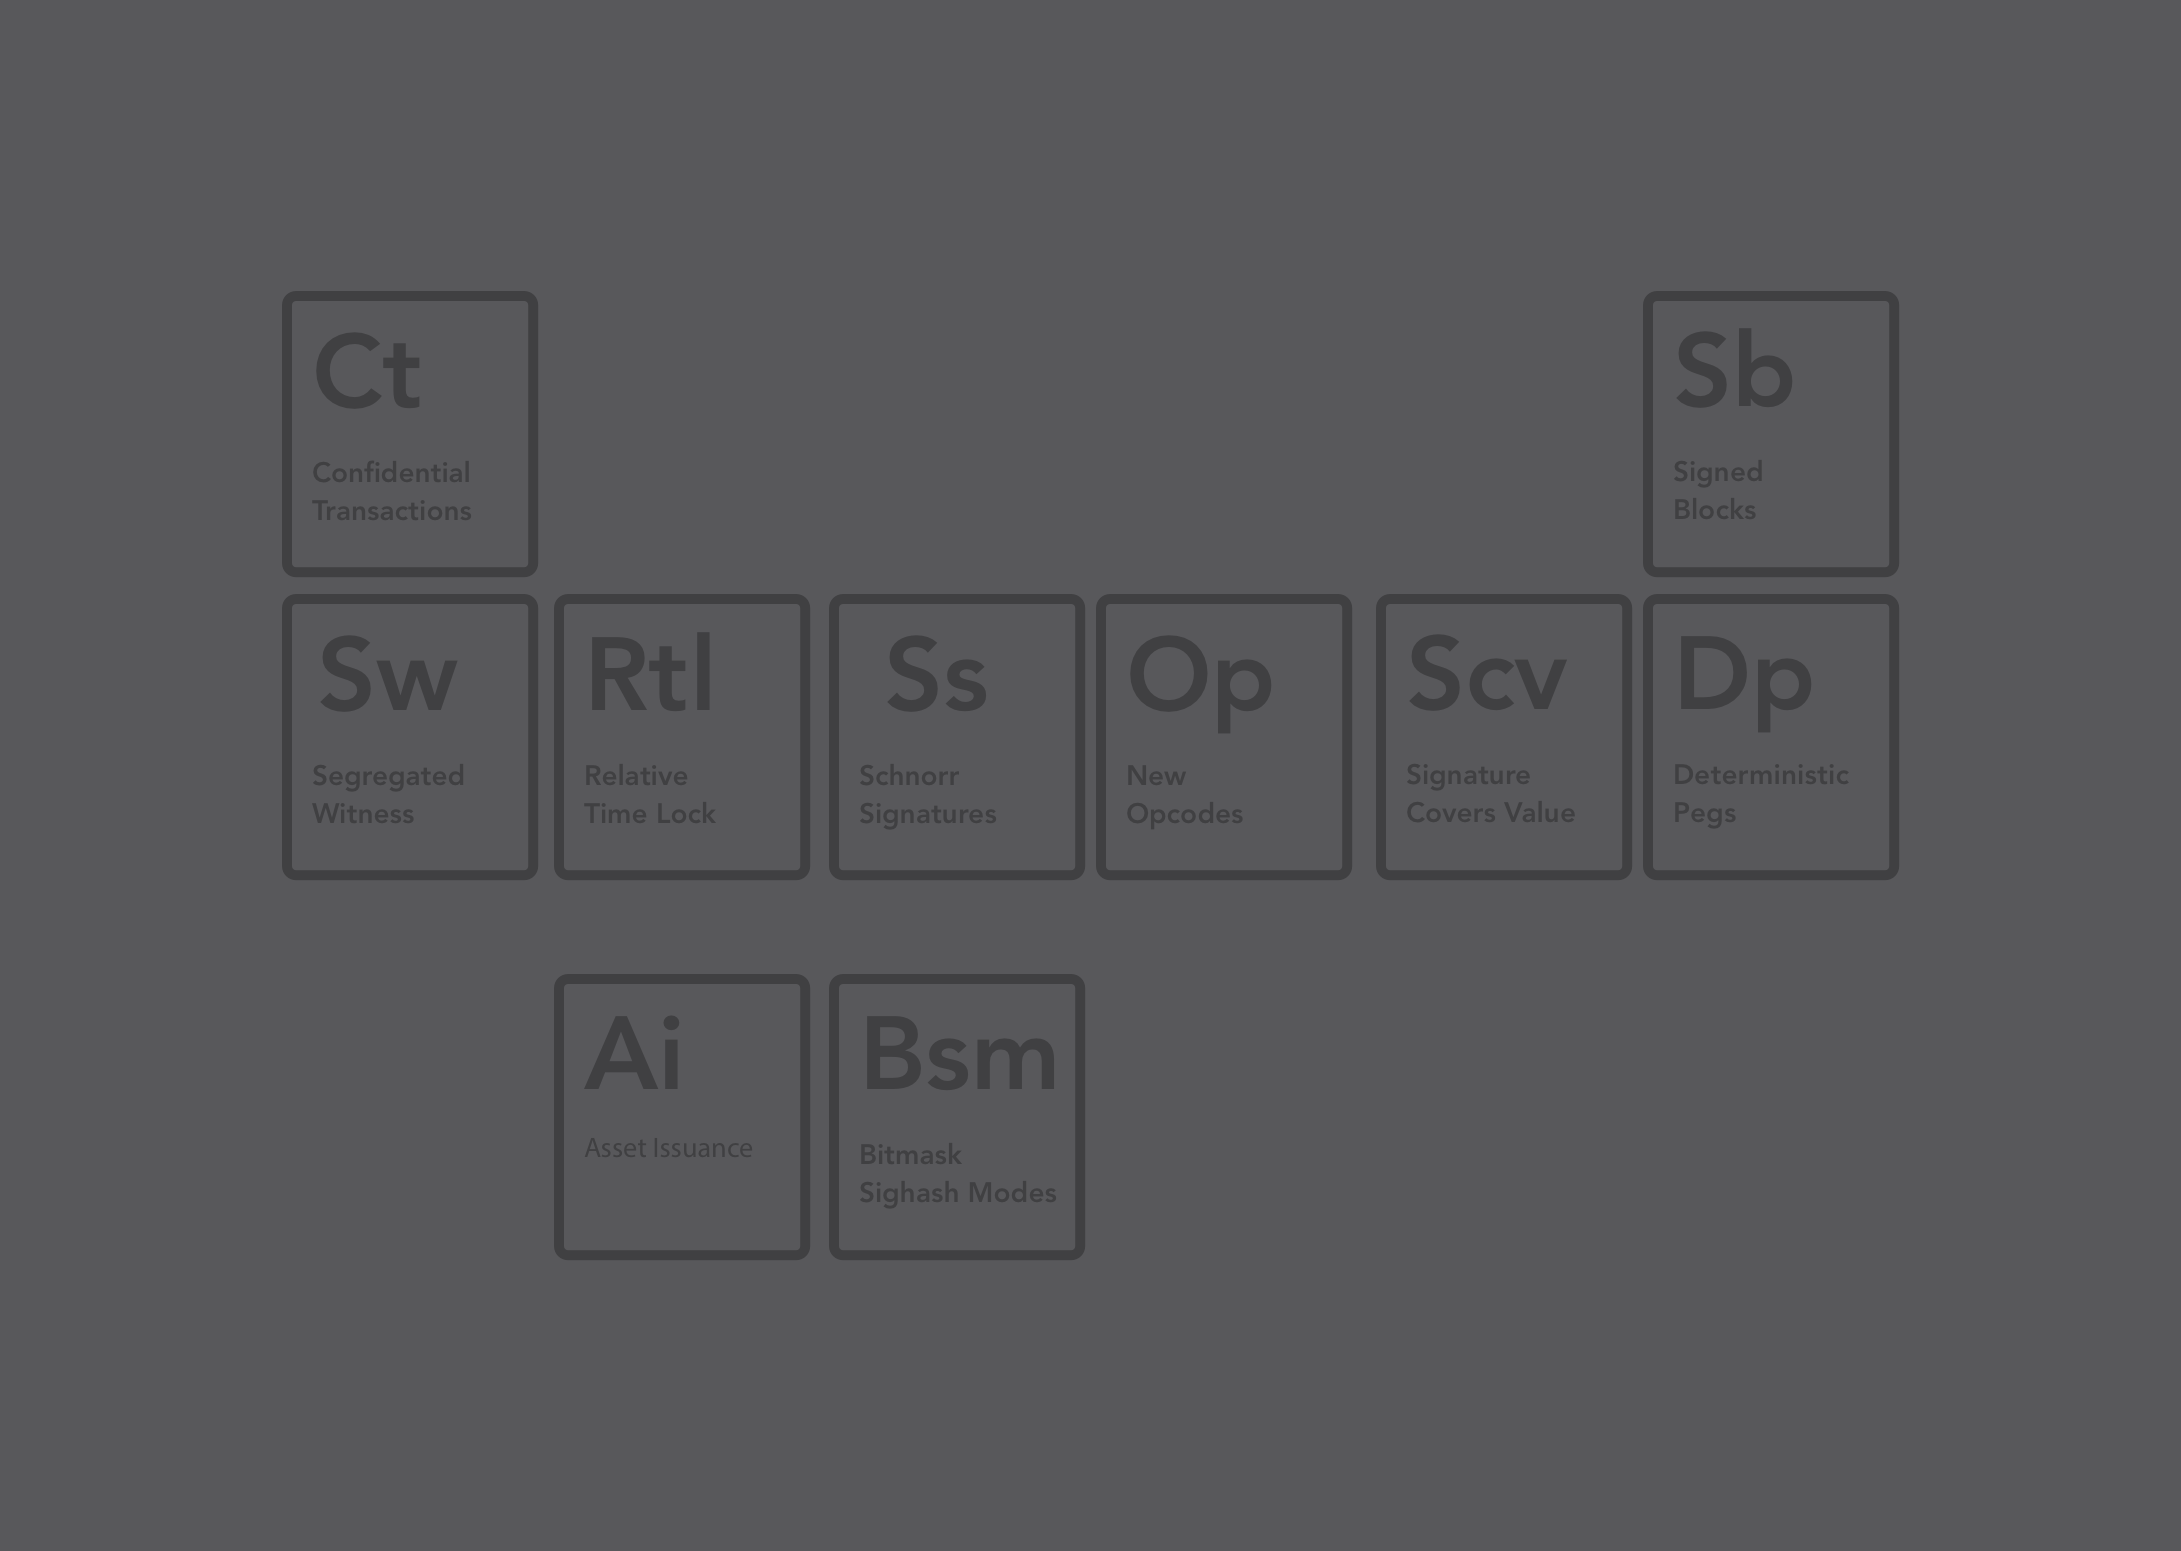 Ct
Confidential
Transactions
Sb
Signed
Blocks
Sw
Segregated
Witness
Rtl
Relative
Time Lock
Ss
Schnorr
Signatures
Op
New
Opcodes
Scv
Signature
Covers Value
Dp
Deterministic
Pegs
Ai
Asset Issuance
Bsm
Bitmask
Sighash Modes